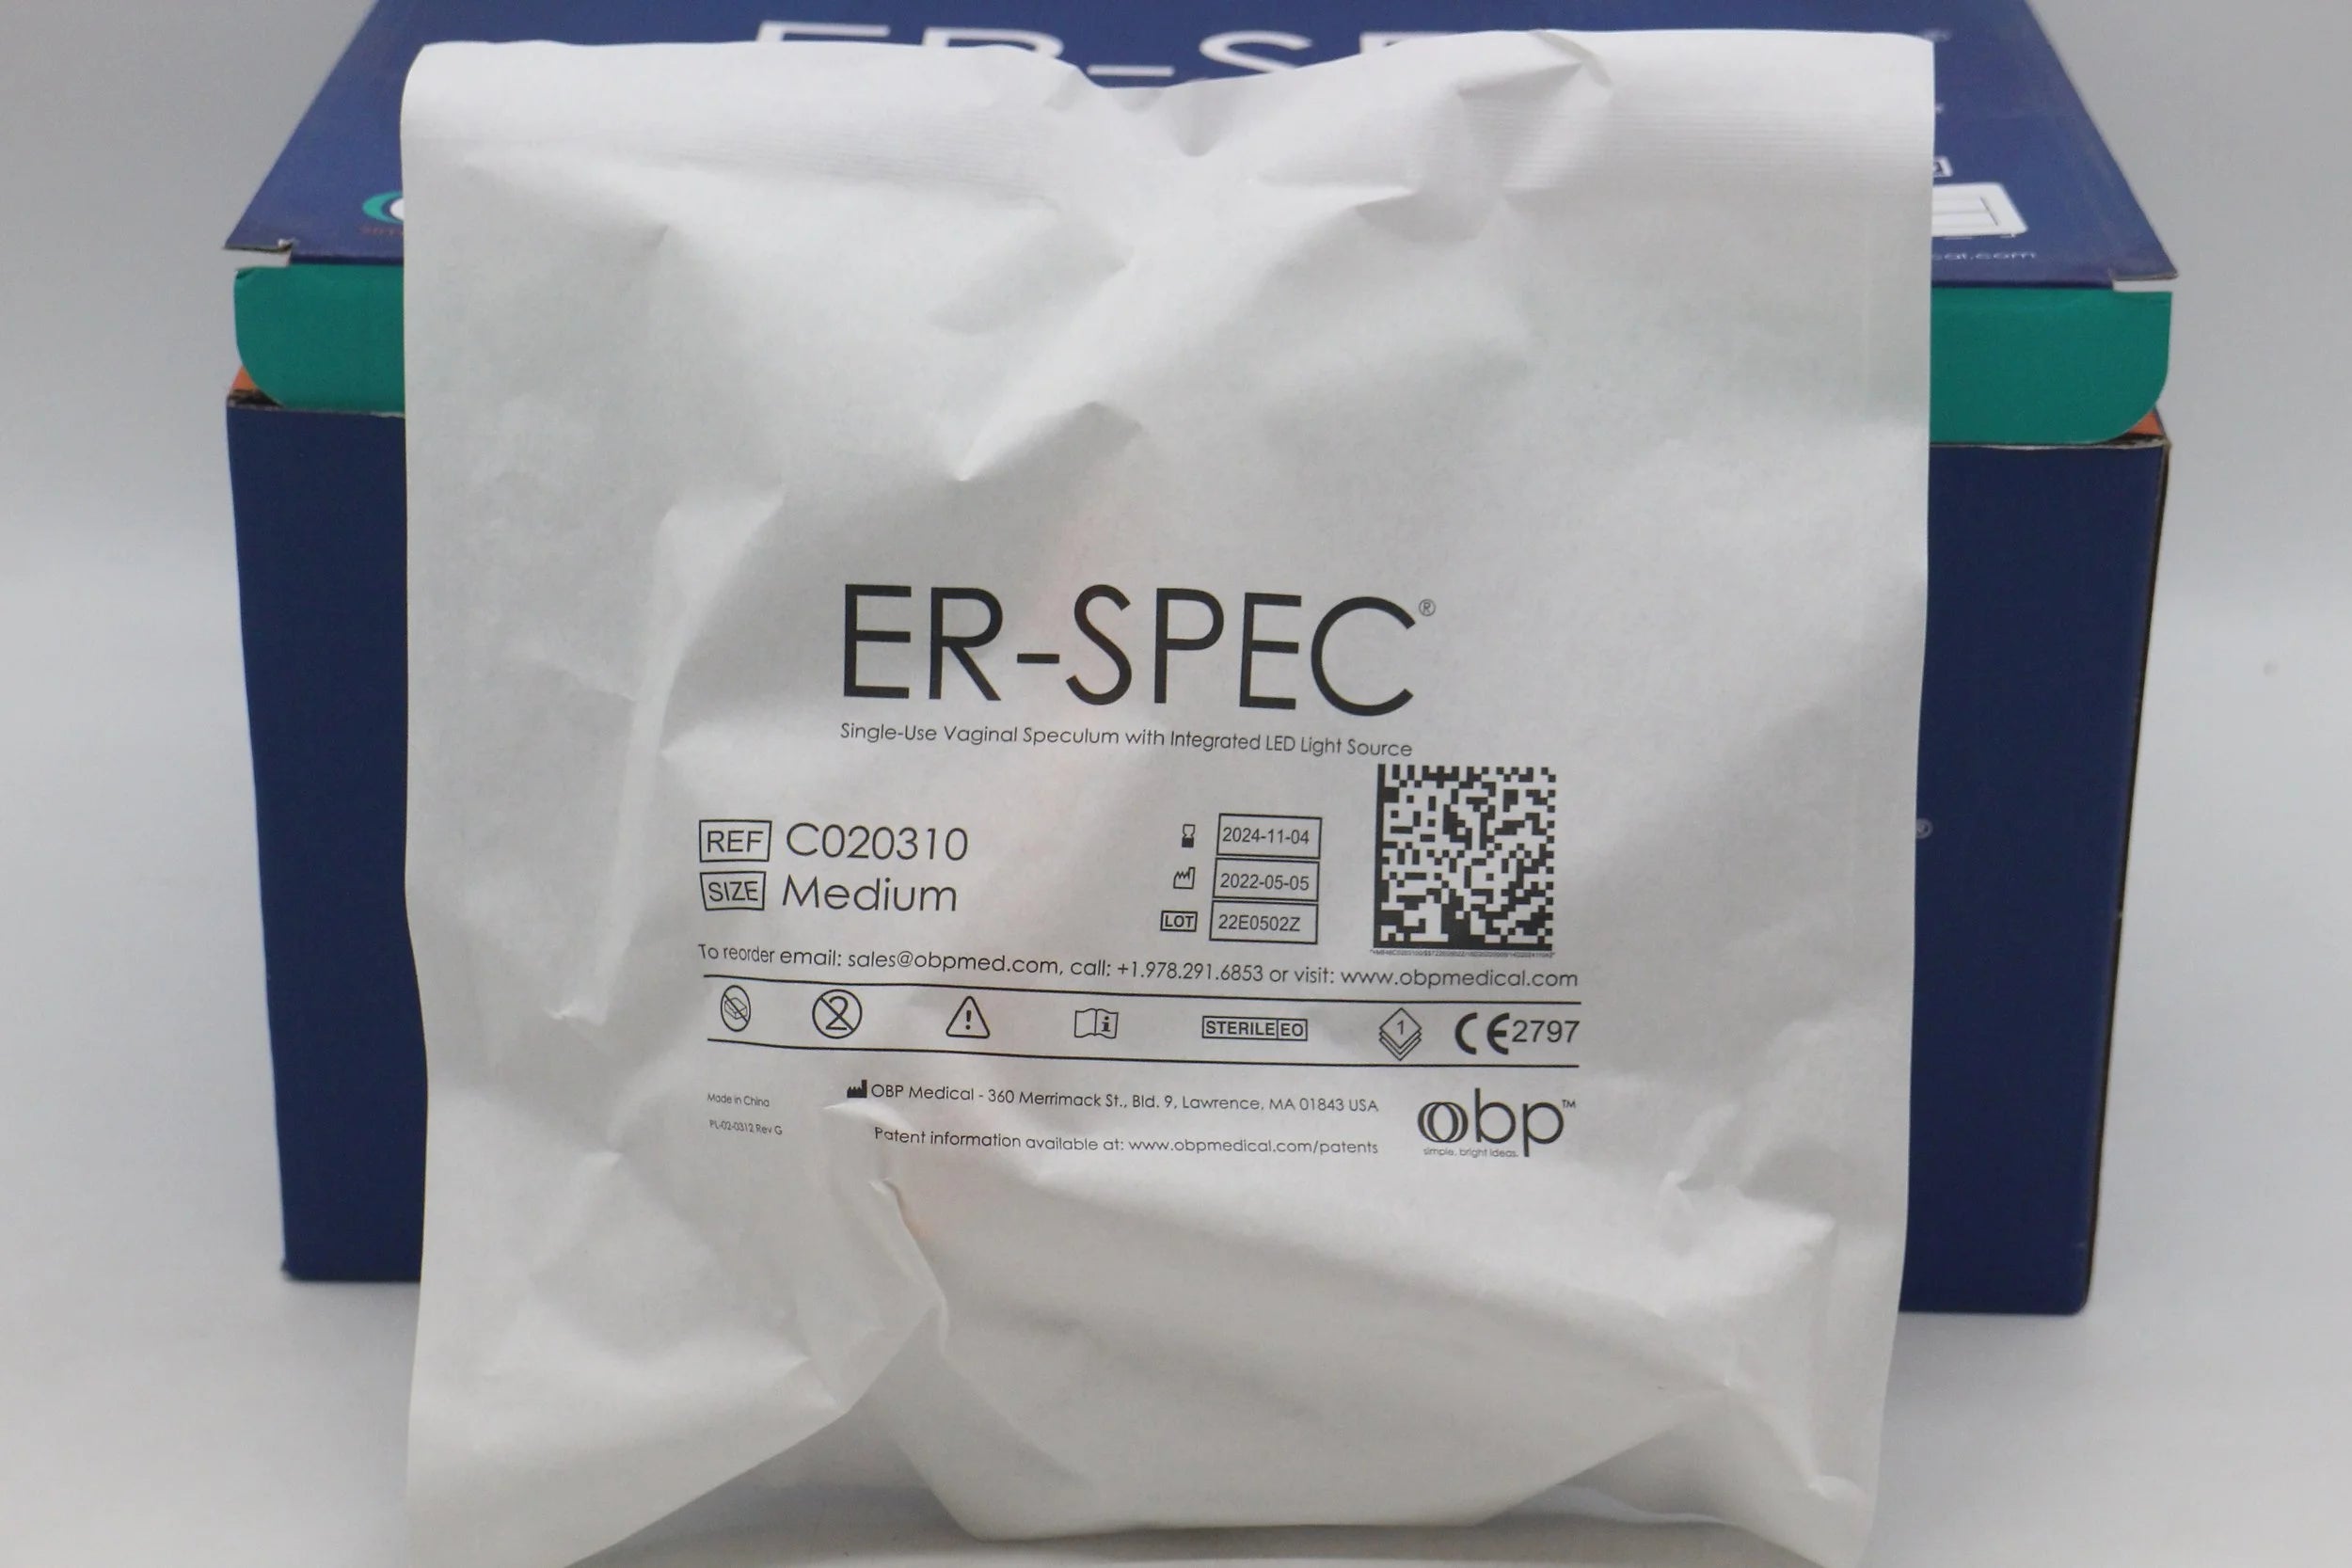 ER-SPEC®
Single-Use Vaginal Speculum with Integrated LED Light Source
REF C020310
SIZE Medium
2024-11-04
2022-05-05
LOT 22E0502Z
To reorder email: sales@obpmed.com, call: +1.978.291.6853 or visit: www.obpmedical.com
2
STERILE EO
1
CE 2797
Made in China
PL-02-0312 Rev G
OBP Medical - 360 Merrimack St., Bld. 9, Lawrence, MA 01843 USA
Patent information available at: www.obpmedical.com/patents
obp™
simple. bright ideas.